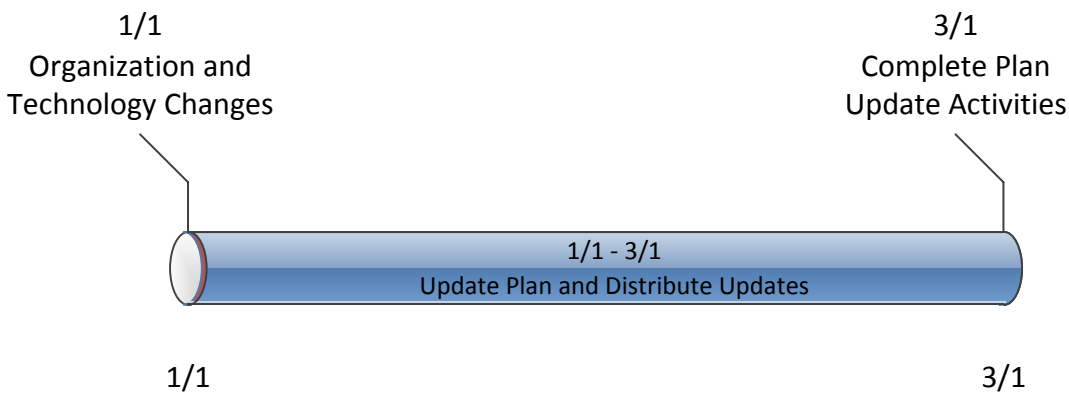 1/1
Organization and
Technology Changes
3/1
Complete Plan
Update Activities
1/1 - 3/1
Update Plan and Distribute Updates
1/1
3/1